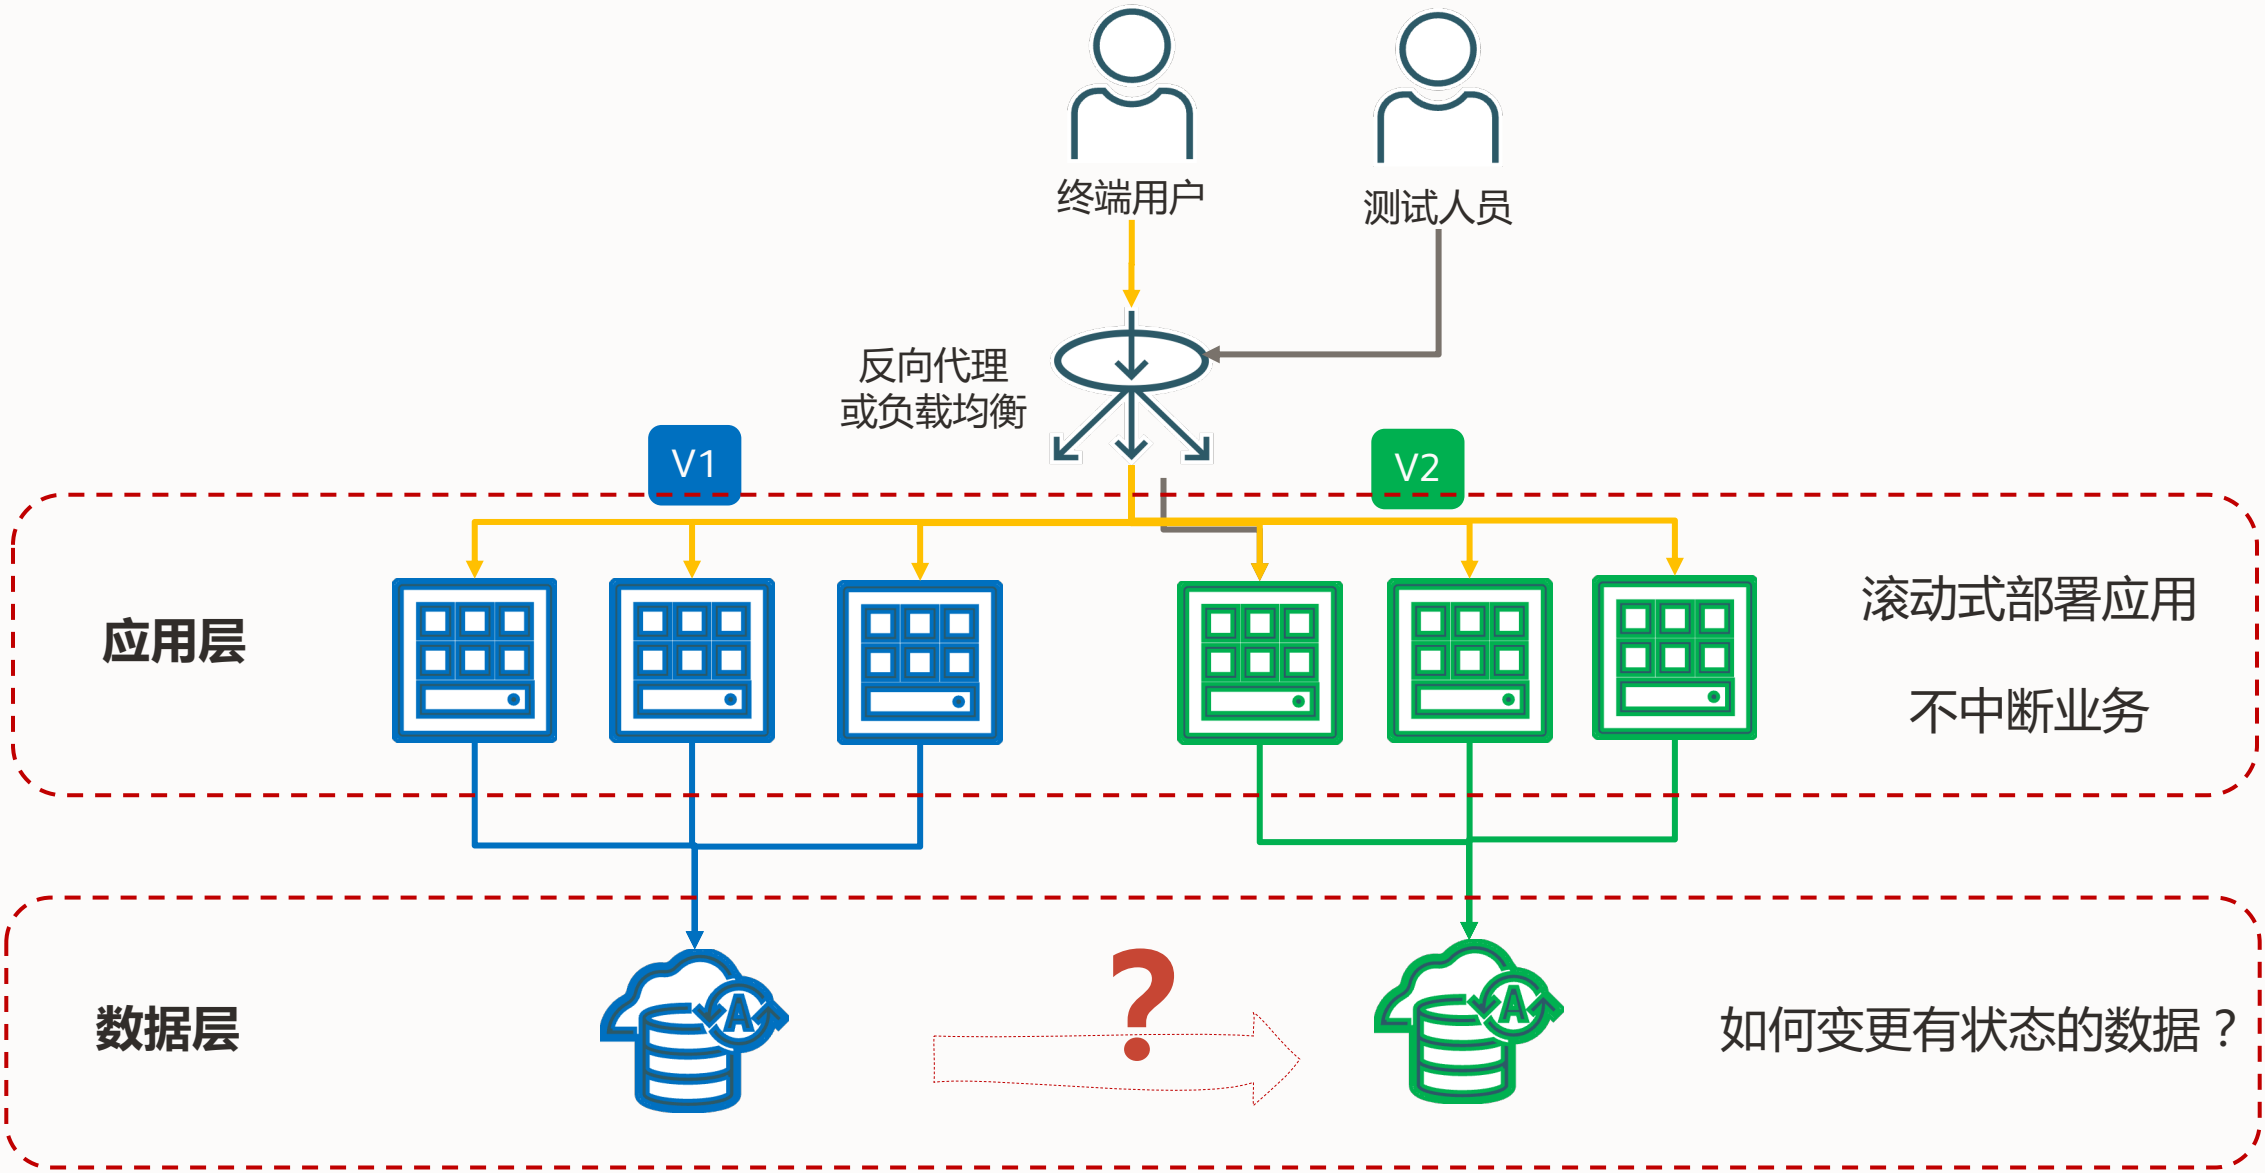 终端用户
测试人员
反向代理
或负载均衡
V1
V2
应用层
滚动式部署应用
不中断业务
A
A
?
数据层
如何变更有状态的数据？